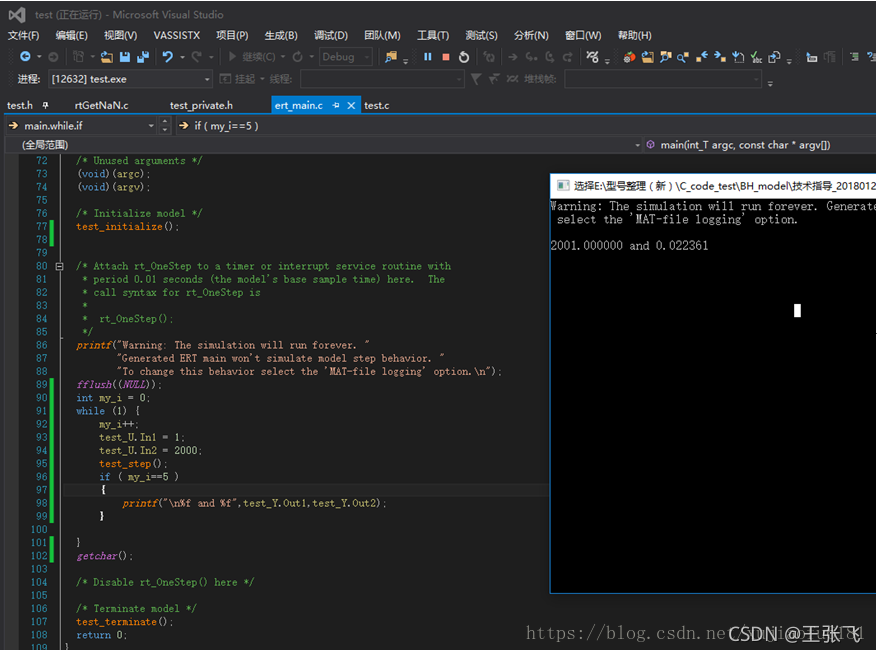 test (正在运行) - Microsoft Visual Studio
文件(F) 编辑(E) 视图(V) VASSISTX 项目(P) 生成(B) 调试(D) 团队(M) 工具(T) 测试(S) 分析(N) 窗口(W) 帮助(H)
继续(C) Debug
进程: [12632] test.exe 挂起 线程: 堆栈帧:
test.h rtGetNaN.c test_private.h ert_main.c test.c
main.while.if if ( my_i==5 )
(全局范围) main(int_T argc, const char * argv[])
72 /* Unused arguments */
73 (void)(argc);
74 (void)(argv);
75
76 /* Initialize model */
77 test_initialize();
78
79
80 /* Attach rt_OneStep to a timer or interrupt service routine with
81 * period 0.01 seconds (the model's base sample time) here.  The
82 * call syntax for rt_OneStep is
83 *
84 *  rt_OneStep();
85 */
86 printf("Warning: The simulation will run forever. "
87 "Generated ERT main won't simulate model step behavior. "
88 "To change this behavior select the 'MAT-file logging' option.\n");
89 fflush((NULL));
90 int my_i = 0;
91 while (1) {
92 my_i++;
93 test_U.In1 = 1;
94 test_U.In2 = 2000;
95 test_step();
96 if ( my_i==5 )
97 {
98 printf("\n%f and %f",test_Y.Out1,test_Y.Out2);
99 }
100
101 }
102 getchar();
103
104 /* Disable rt_OneStep() here */
105
106 /* Terminate model */
107 test_terminate();
108 return 0;
109 }
选择E:\型号整理（新）\C_code_test\BH_model\技术指导_2018012
Warning: The simulation will run forever. Generate
select the 'MAT-file logging' option.
2001.000000 and 0.022361
https://blog.csdn.net/
CSDN @王张飞